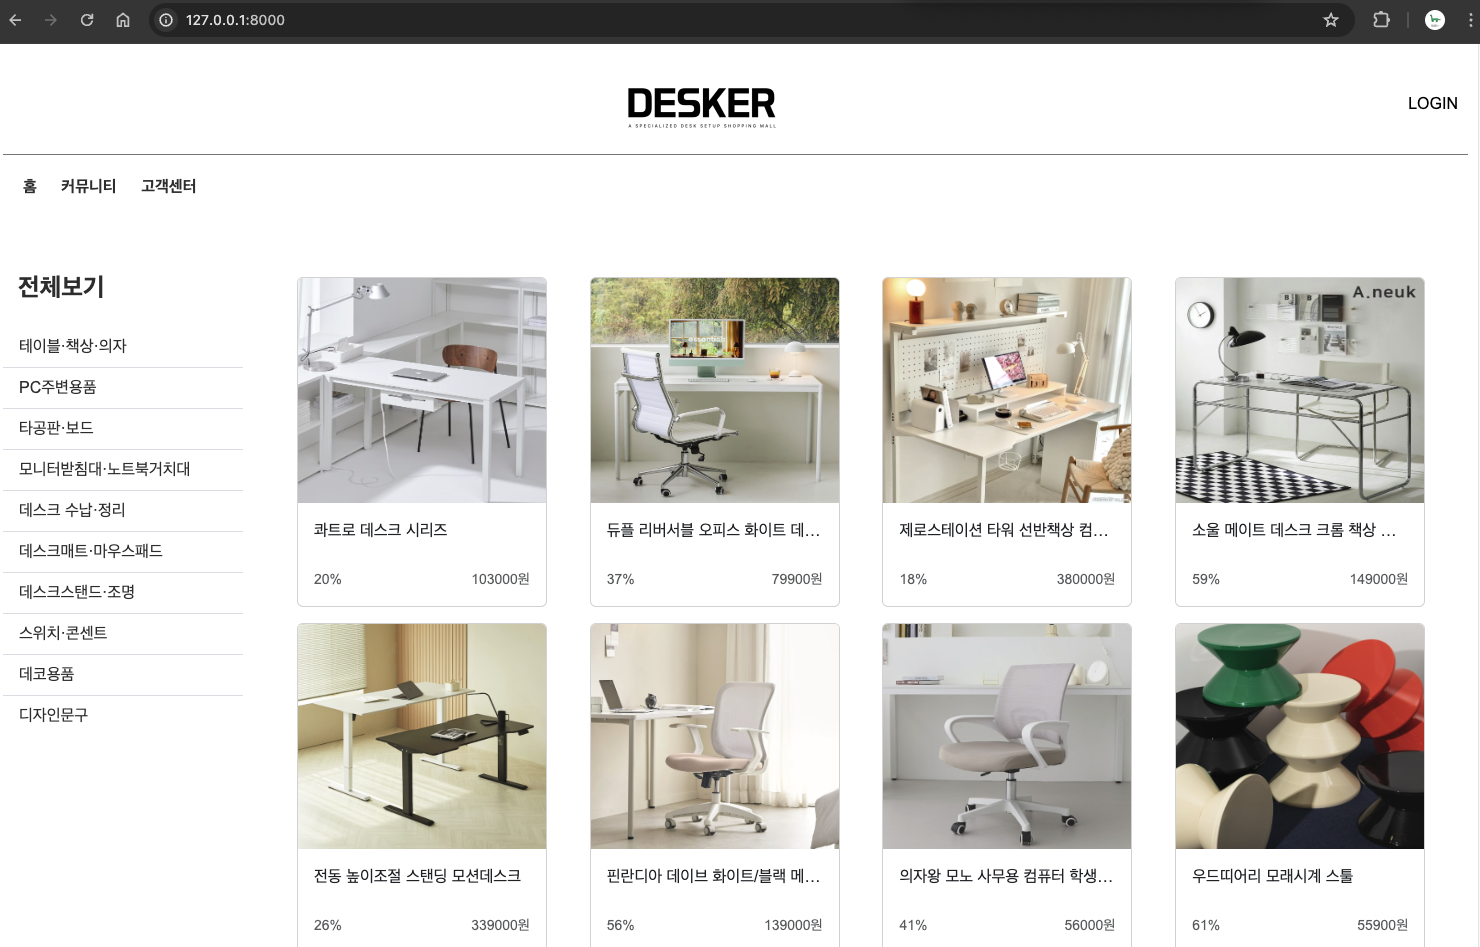 127.0.0.1:8000
DESKER
A SPECIALIZED DESK SETUP SHOPPING MALL
LOGIN
홈 커뮤니티 고객센터
전체보기
테이블·책상·의자
PC주변용품
타공판·보드
모니터받침대·노트북거치대
데스크 수납·정리
데스크매트·마우스패드
데스크스탠드·조명
스위치·콘센트
데코용품
디자인문구
A.neuk
콰트로 데스크 시리즈
20% 103000원
듀플 리버서블 오피스 화이트 데...
37% 79900원
제로스테이션 타워 선반책상 컴...
18% 380000원
소울 메이트 데스크 크롬 책상 ...
59% 149000원
전동 높이조절 스탠딩 모션데스크
26% 339000원
핀란디아 데이브 화이트/블랙 메...
56% 139000원
의자왕 모노 사무용 컴퓨터 학생...
41% 56000원
우드띠어리 모래시계 스툴
61% 55900원